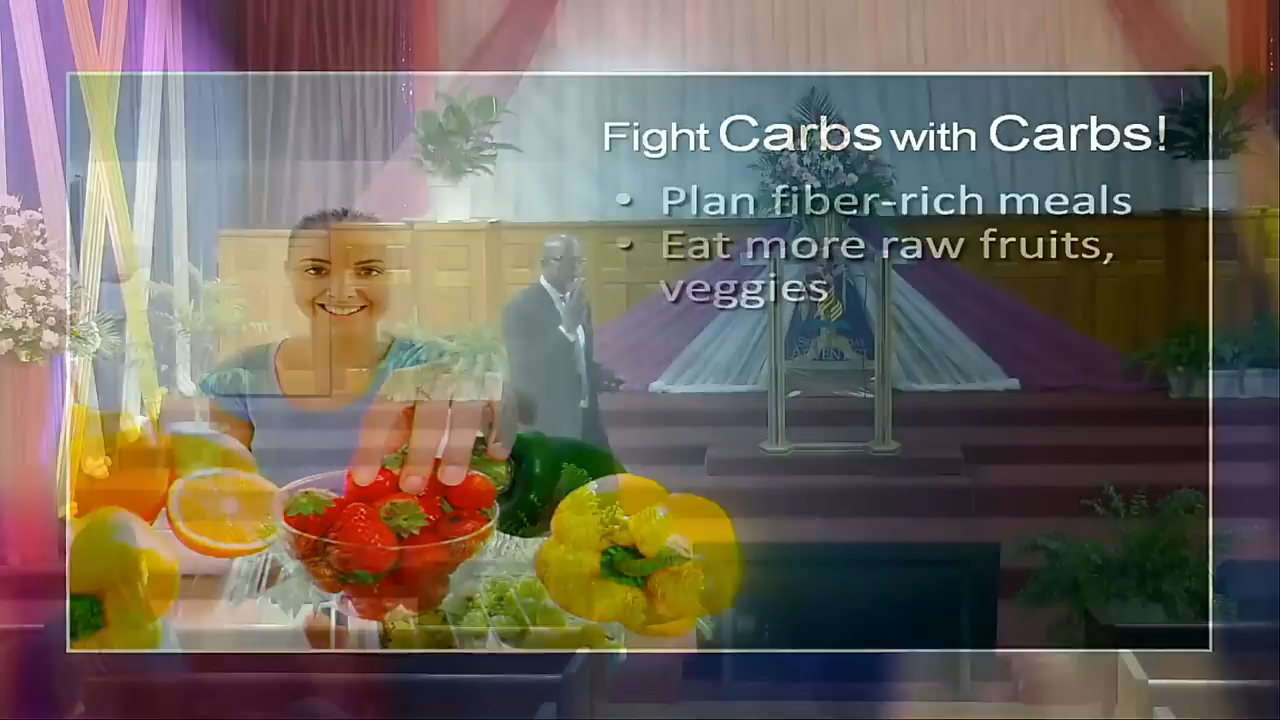 Fight Carbs with Carbs!
• Plan fiber-rich meals
• Eat more raw fruits,
veggies